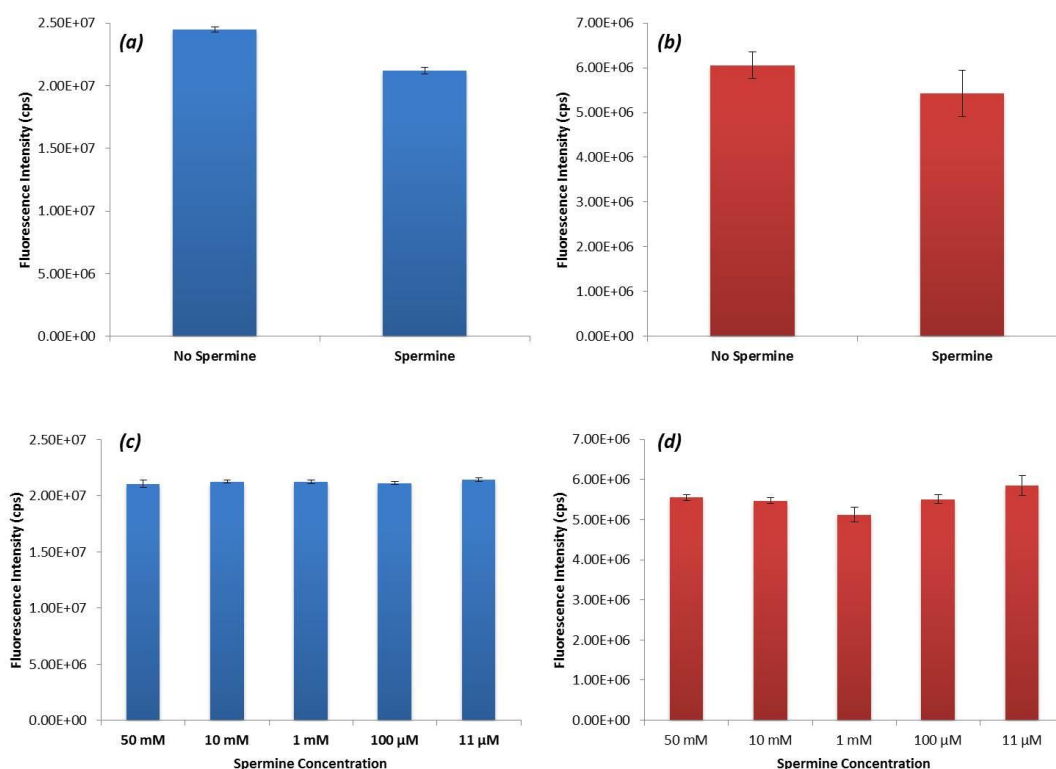 (a)
Fluorescence Intensity (cps)
2.50E+07
2.00E+07
1.50E+07
1.00E+07
5.00E+06
0.00E+00
No Spermine Spermine
(b)
Fluorescence Intensity (cps)
7.00E+06
6.00E+06
5.00E+06
4.00E+06
3.00E+06
2.00E+06
1.00E+06
0.00E+00
No Spermine Spermine
(c)
Fluorescence Intensity (cps)
2.50E+07
2.00E+07
1.50E+07
1.00E+07
5.00E+06
0.00E+00
50 mM 10 mM 1 mM 100 µM 11 µM
Spermine Concentration
(d)
Fluorescence Intensity (cps)
7.00E+06
6.00E+06
5.00E+06
4.00E+06
3.00E+06
2.00E+06
1.00E+06
0.00E+00
50 mM 10 mM 1 mM 100 µM 11 µM
Spermine Concentration